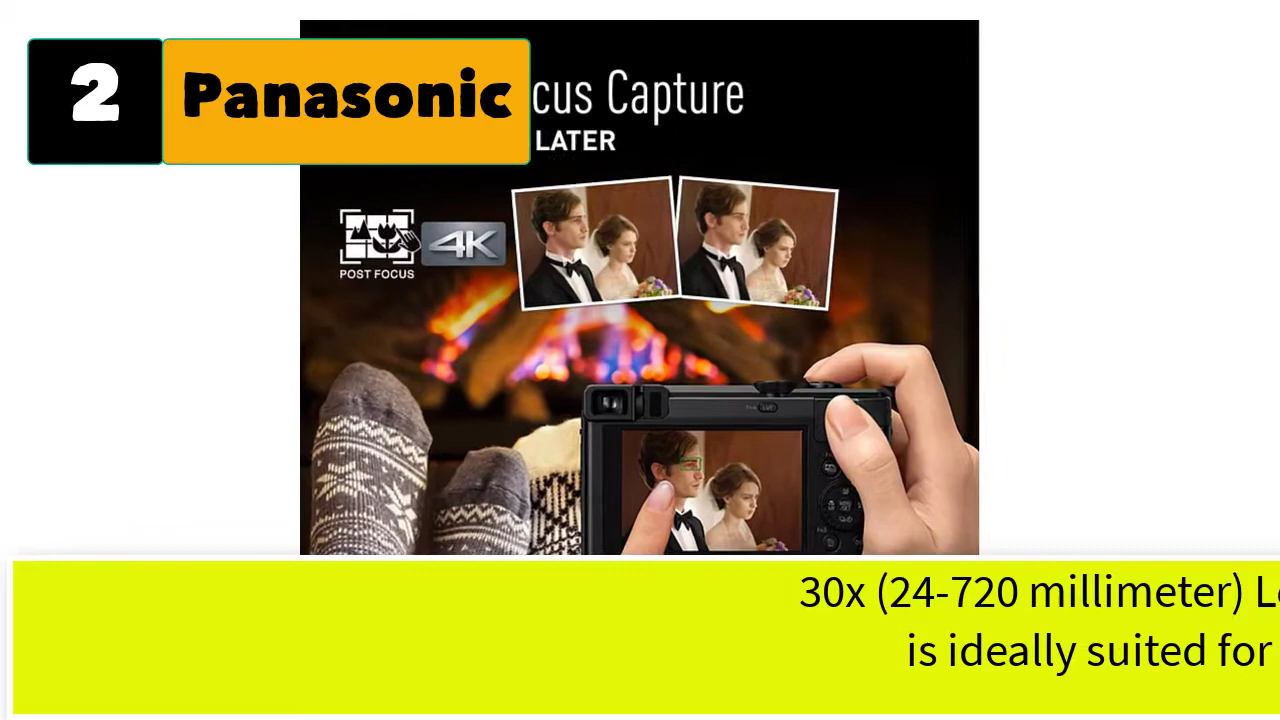 2 Panasonic
cus Capture
LATER
4K
POST FOCUS
30x (24-720 millimeter) L
is ideally suited for